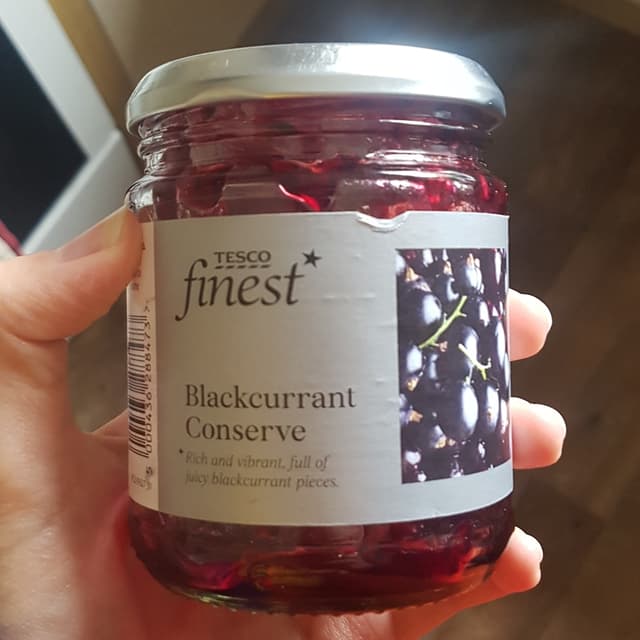 TESCO
finest*
Blackcurrant
Conserve
*Rich and vibrant, full of
juicy blackcurrant pieces.